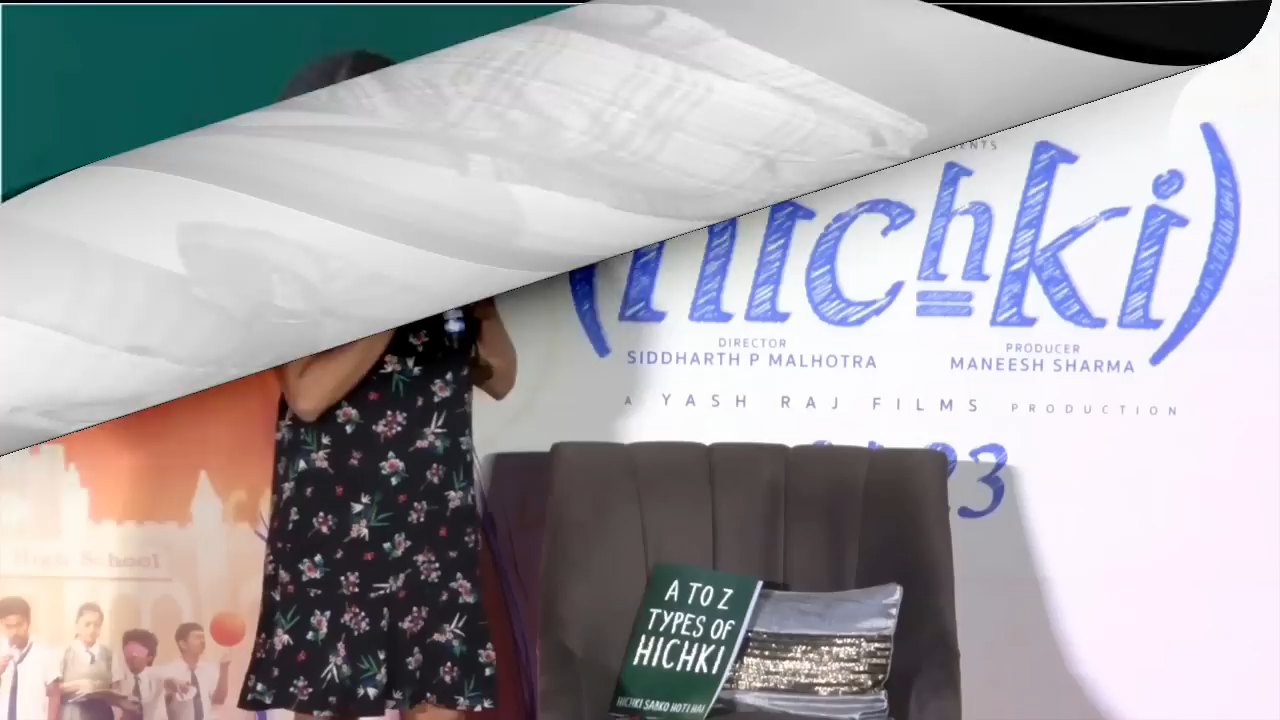 hichki
DIRECTOR
SIDDHARTH P MALHOTRA
PRODUCER
MANEESH SHARMA
A YASH RAJ FILMS PRODUCTION
23
A TO Z
TYPES OF
HICHKI
HICHKI SABKO HOTI HAI